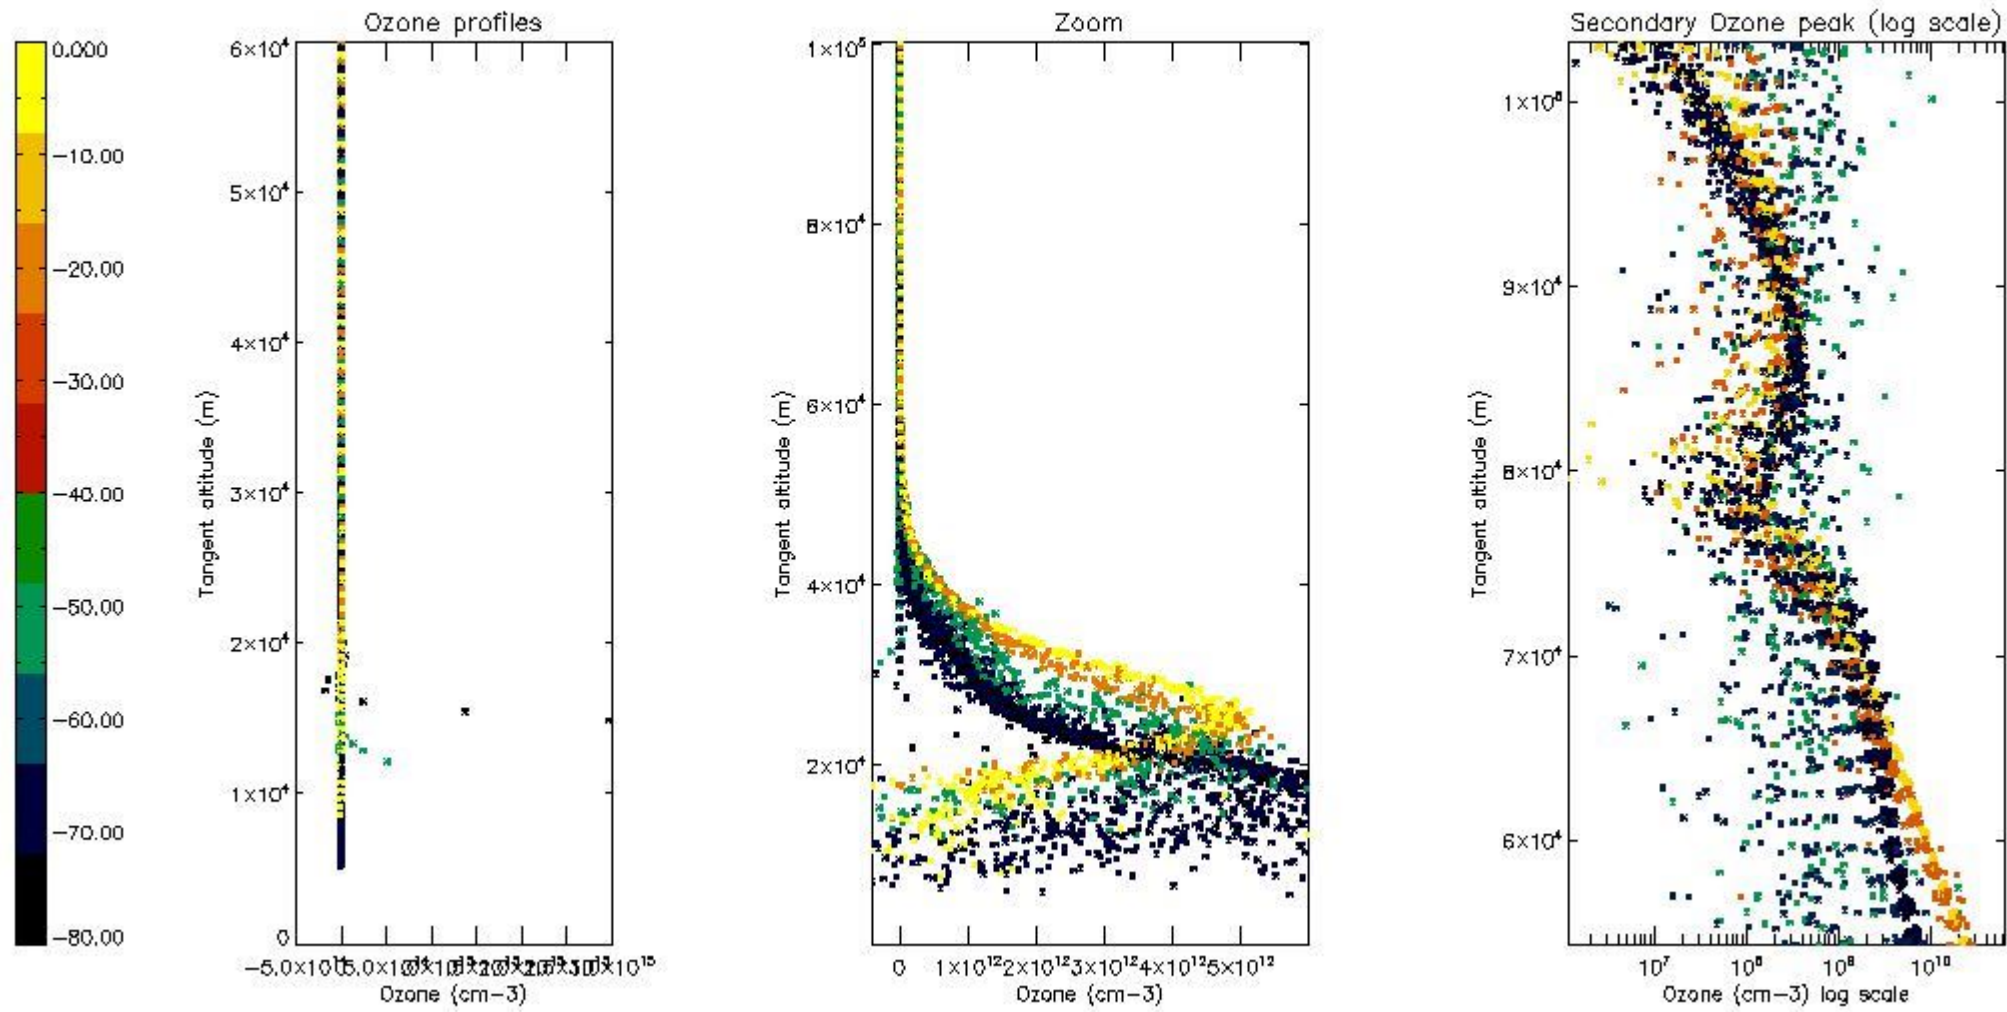 Ozone profiles
Zoom
Secondary Ozone peak (log scale)
0.000
−10.00
−20.00
−30.00
−40.00
−50.00
−60.00
−70.00
−80.00
6×10⁴
5×10⁴
4×10⁴
3×10⁴
2×10⁴
1×10⁴
0
Tangent altitude (m)
Ozone (cm−3)
1×10⁵
8×10⁴
6×10⁴
4×10⁴
2×10⁴
Tangent altitude (m)
0 1×10¹² 2×10¹² 3×10¹² 4×10¹² 5×10¹²
Ozone (cm−3)
1×10⁵
9×10⁴
8×10⁴
7×10⁴
6×10⁴
Tangent altitude (m)
10⁷ 10⁸ 10⁹ 10¹⁰
Ozone (cm−3) log scale